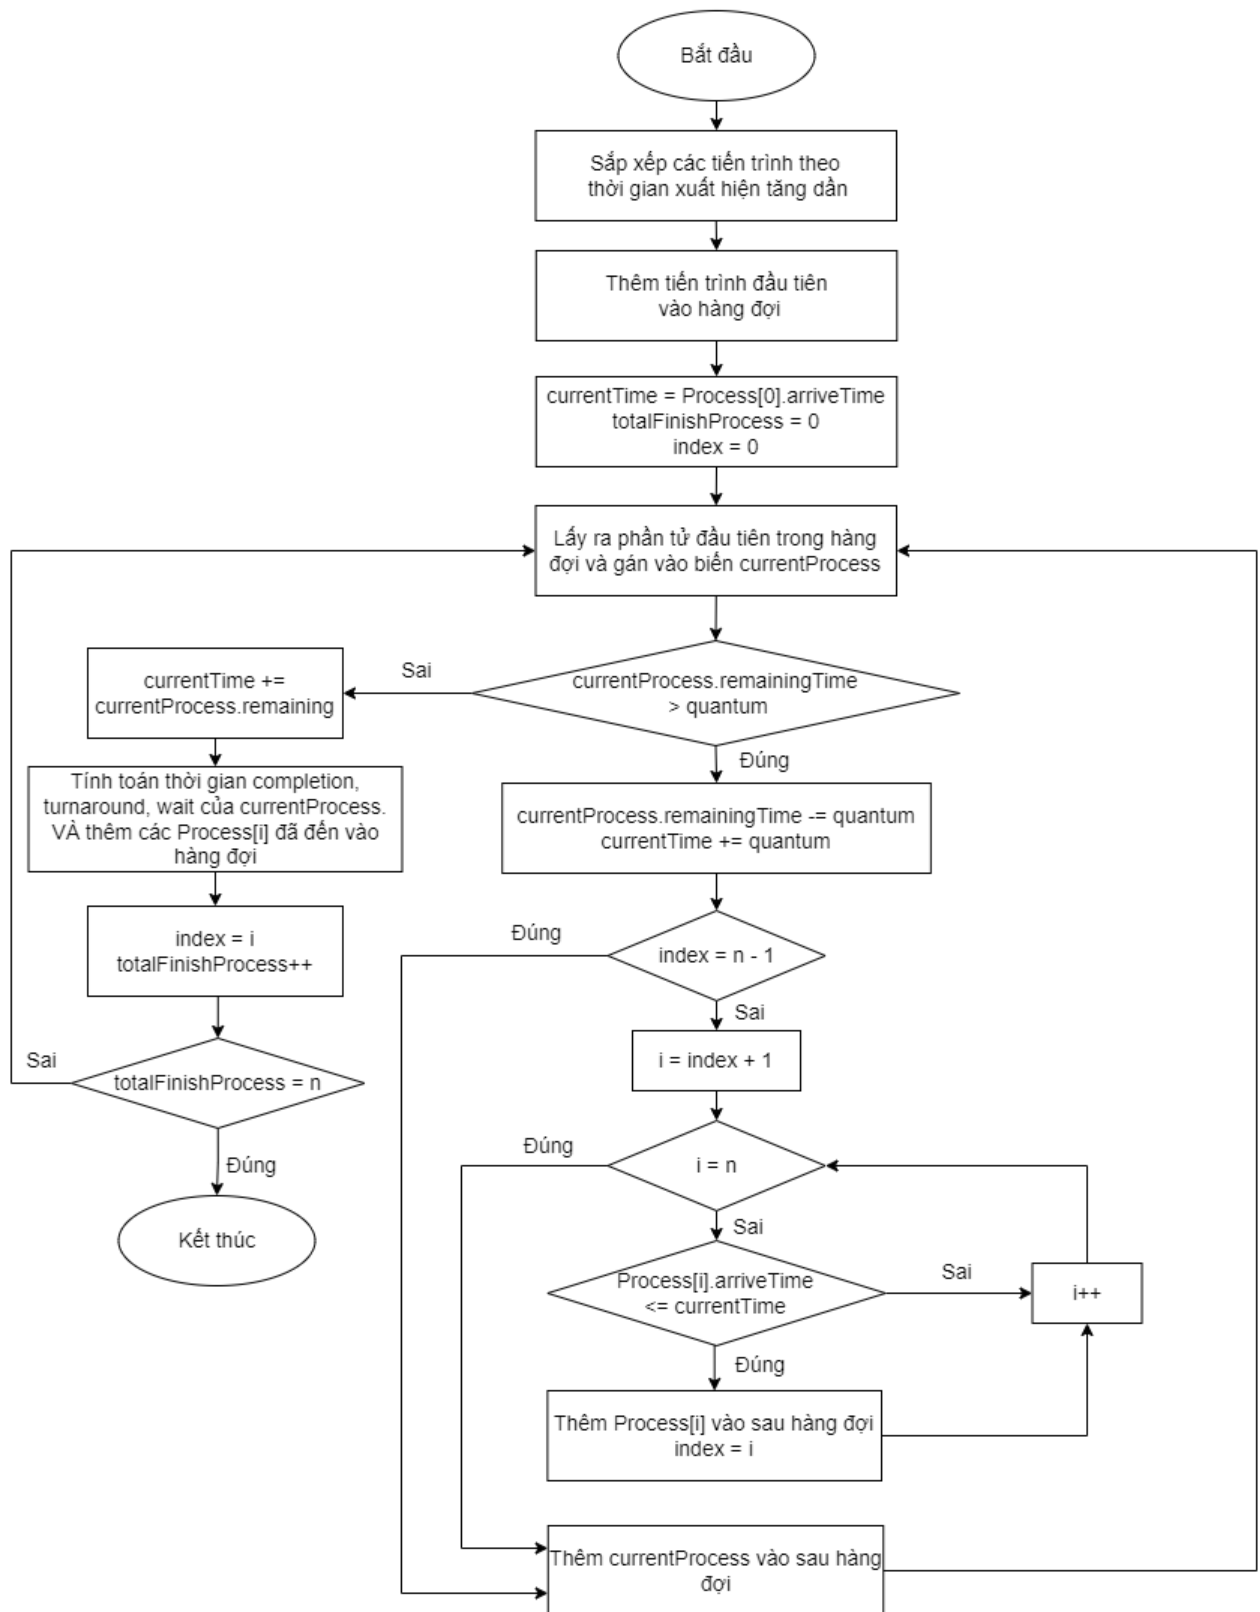 Bắt đầu
Sắp xếp các tiến trình theo
thời gian xuất hiện tăng dần
Thêm tiến trình đầu tiên
vào hàng đợi
currentTime = Process[0].arriveTime
totalFinishProcess = 0
index = 0
Lấy ra phần tử đầu tiên trong hàng
đợi và gán vào biến currentProcess
currentProcess.remainingTime
> quantum
Sai
currentTime +=
currentProcess.remaining
Tính toán thời gian completion,
turnaround, wait của currentProcess.
VÀ thêm các Process[i] đã đến vào
hàng đợi
index = i
totalFinishProcess++
totalFinishProcess = n
Sai
Đúng
Kết thúc
Đúng
currentProcess.remainingTime -= quantum
currentTime += quantum
index = n - 1
Đúng
Sai
i = index + 1
i = n
Đúng
Sai
Process[i].arriveTime
<= currentTime
Sai
i++
Đúng
Thêm Process[i] vào sau hàng đợi
index = i
Thêm currentProcess vào sau hàng
đợi